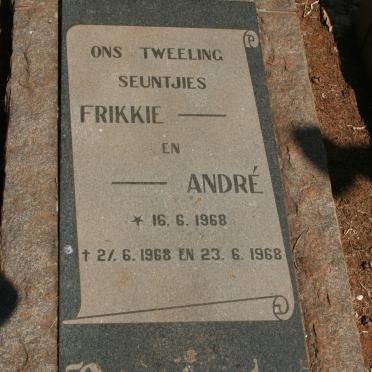 ONS TWEELING
SEUNTJIES
FRIKKIE —
EN
— ANDRÉ
* 16. 6. 1968
† 21. 6. 1968 EN 23. 6. 1968